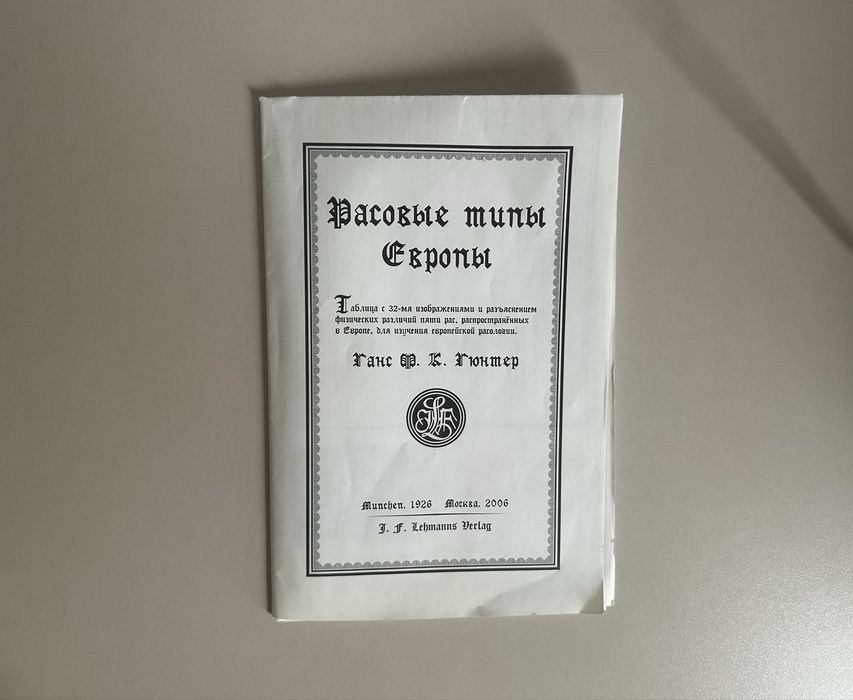 Расовые типы
Европы
Таблица с 32-мя изображениями и разъяснением
физических различий пяти рас, распространённых
в Европе, для изучения европейской расологии.
Ганс Ф. К. Гюнтер
Munchen, 1926 Москва, 2006
J. F. Lehmanns Verlag